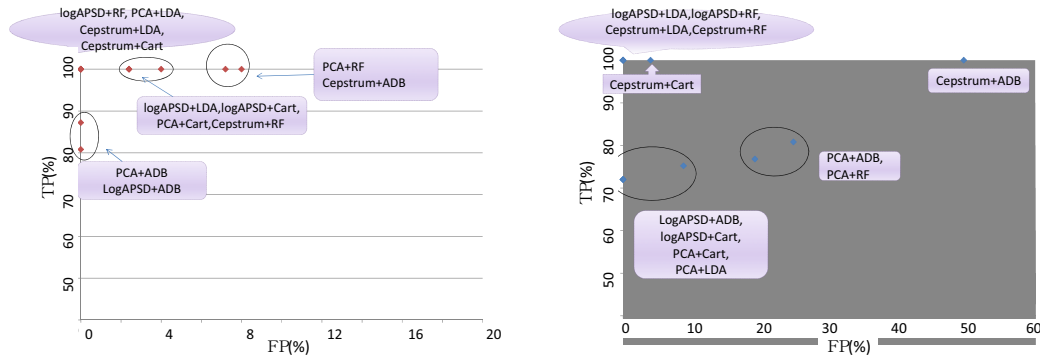 logAPSD+RF, PCA+LDA,
Cepstrum+LDA,
Cepstrum+Cart
PCA+RF
Cepstrum+ADB
logAPSD+LDA,logAPSD+Cart,
PCA+Cart,Cepstrum+RF
PCA+ADB
LogAPSD+ADB
TP(%)
100
90
80
70
60
50
0 4 8 12 16 20
FP(%)
logAPSD+LDA,logAPSD+RF,
Cepstrum+LDA,Cepstrum+RF
Cepstrum+Cart
Cepstrum+ADB
PCA+ADB,
PCA+RF
LogAPSD+ADB,
logAPSD+Cart,
PCA+Cart,
PCA+LDA
TP(%)
100
90
80
70
60
50
0 10 20 30 40 50 60
FP(%)